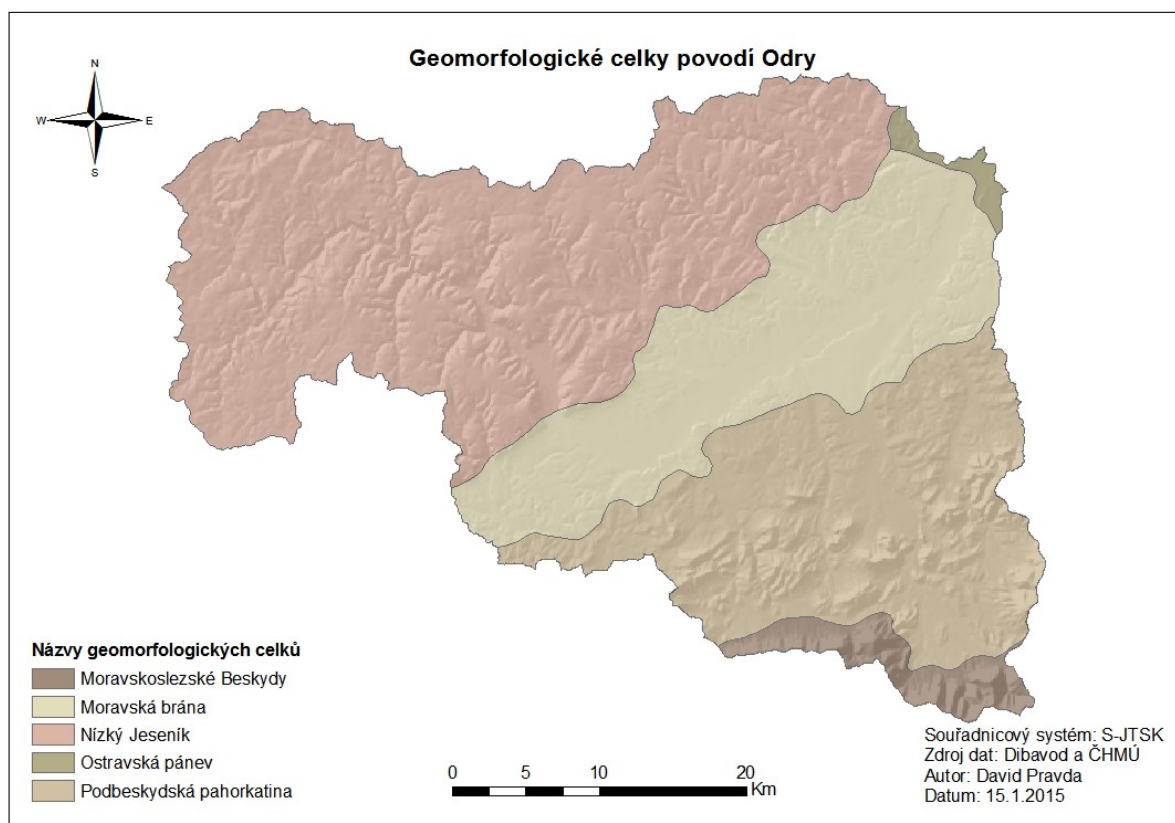 Geomorfologické celky povodí Odry
N
W E
S
Názvy geomorfologických celků
Moravskoslezské Beskydy
Moravská brána
Nízký Jeseník
Ostravská pánev
Podbeskydská pahorkatina
0 5 10 20
Km
Souřadnicový systém: S-JTSK
Zdroj dat: Dibavod a ČHMÚ
Autor: David Pravda
Datum: 15.1.2015